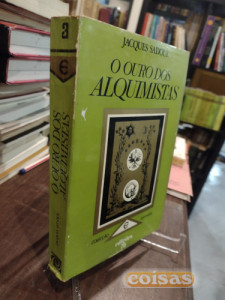 JACQUES SADOUL
O OURO DOS
ALQUIMISTAS
3
O OURO DOS
ALQUIMISTAS
coisas